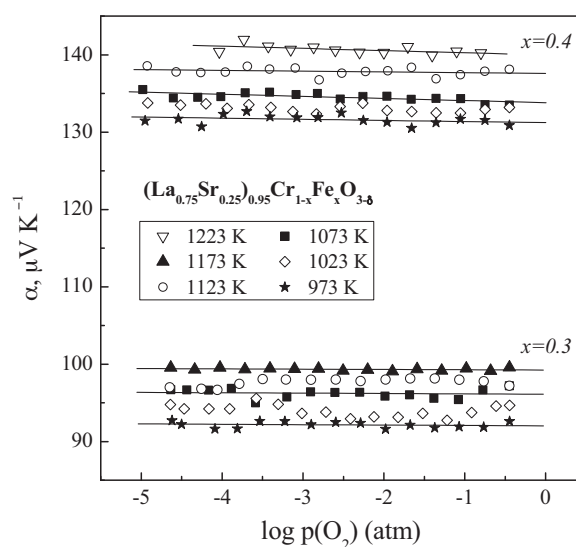 140
x=0.4
130
(La0.75Sr0.25)0.95Cr1-xFexO3-δ
120
1223 K 1073 K
1173 K 1023 K
1123 K 973 K
110
α, μV K−1
x=0.3
100
90
-5 -4 -3 -2 -1 0
log p(O2) (atm)